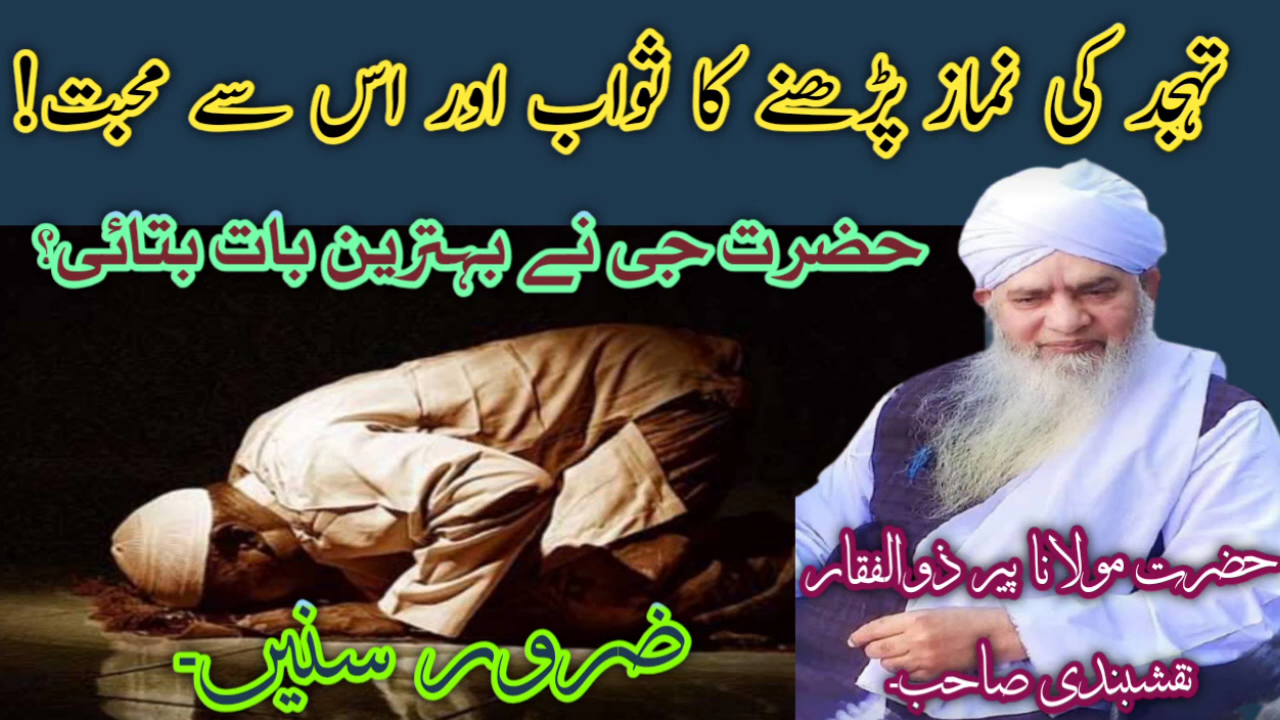 تہجد کی نماز پڑھنے کا ثواب اور اس سے محبت!
حضرت جی نے بہترین بات بتائی؟
حضرت مولانا پیر ذوالفقار
نقشبندی صاحب۔
ضرور سنیں۔